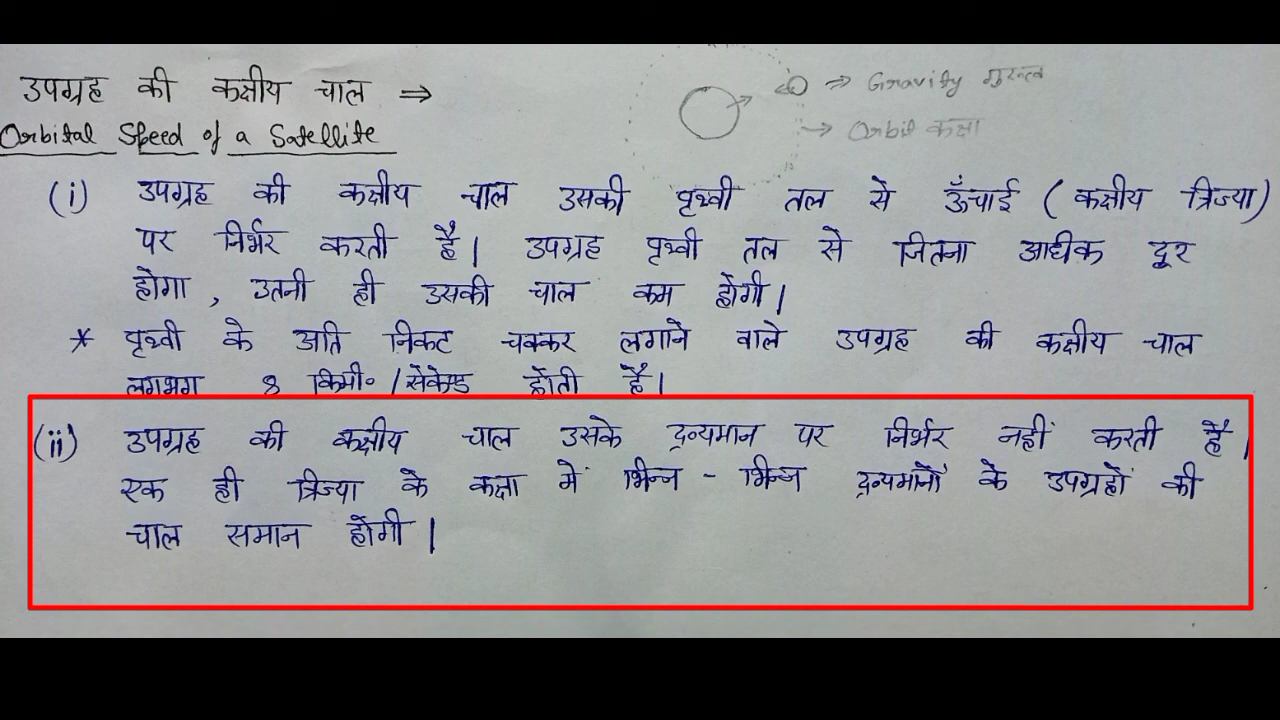 उपग्रह की कक्षीय चाल ⇒
Orbital Speed of a Satellite
⇒ Gravity गुरुत्व
→ Orbit कक्षा
(i) उपग्रह की कक्षीय चाल उसकी पृथ्वी तल से ऊँचाई ( कक्षीय त्रिज्या)
पर निर्भर करती है। उपग्रह पृथ्वी तल से जितना अधिक दूर
होगा , उतनी ही उसकी चाल कम होगी।
* पृथ्वी के अति निकट चक्कर लगाने वाले उपग्रह की कक्षीय चाल
लगभग 8 किमी० / सेकेण्ड होती है।
(ii) उपग्रह की कक्षीय चाल उसके द्रव्यमान पर निर्भर नहीं करती है।
एक ही त्रिज्या के कक्षा में भिन्न - भिन्न द्रव्यमानों के उपग्रहों की
चाल समान होगी।